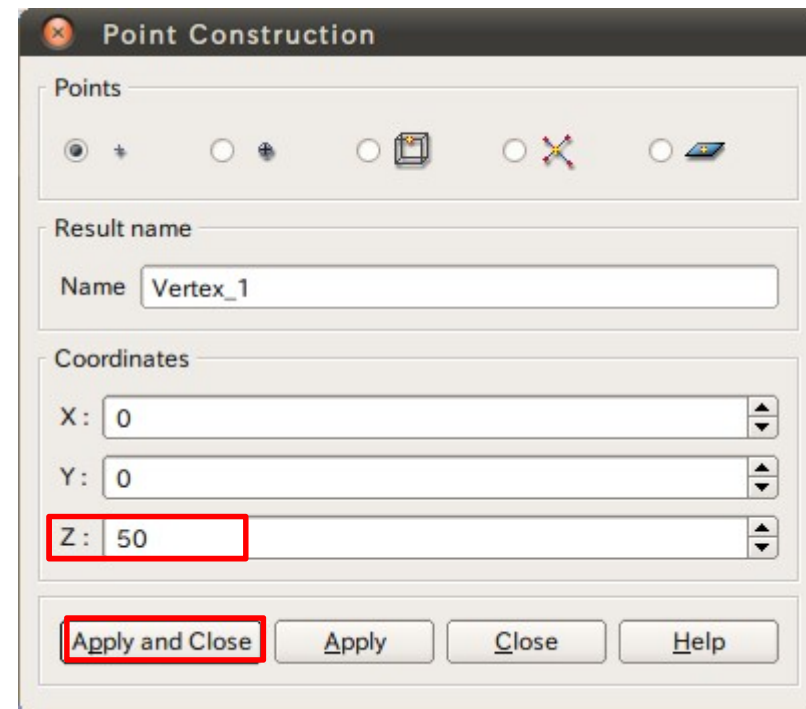 Point Construction
Points
Result name
Name Vertex_1
Coordinates
X : 0
Y : 0
Z : 50
Apply and Close Apply Close Help